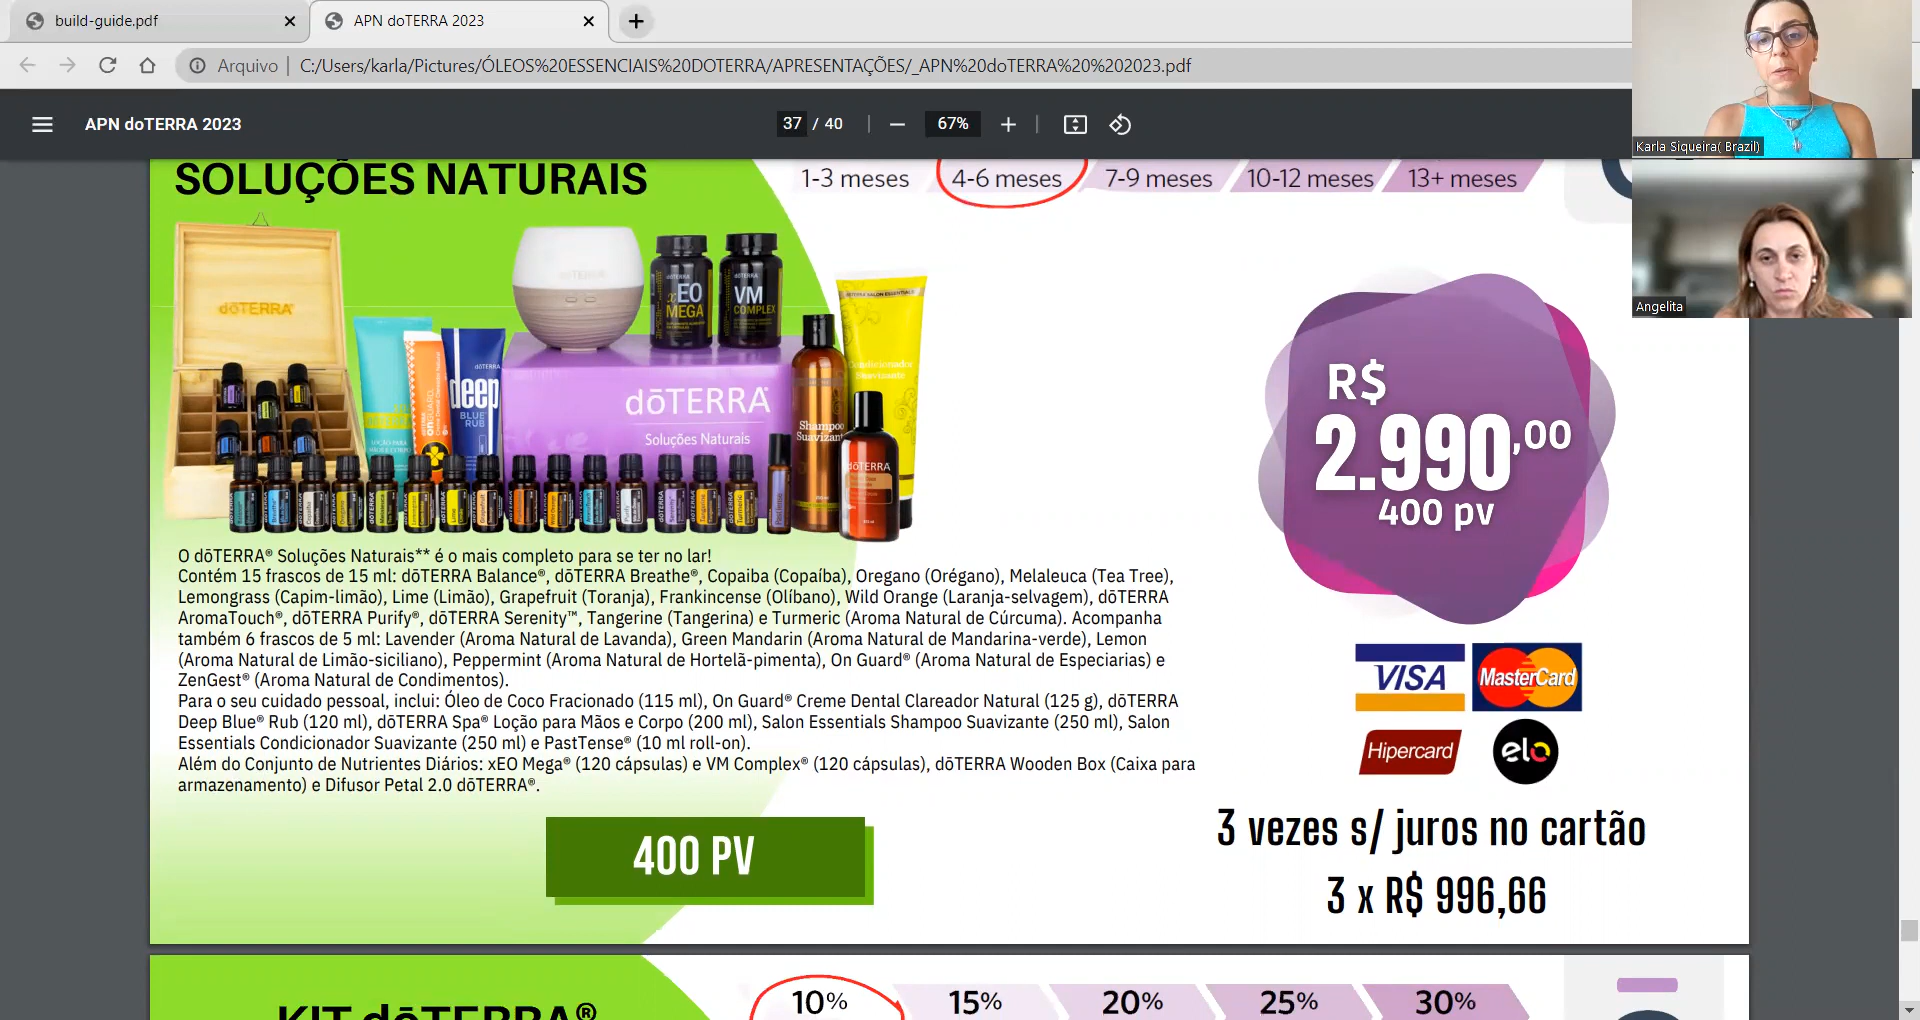 build-guide.pdf
APN doTERRA 2023
Arquivo
C:/Users/karla/Pictures/ÓLEOS%20ESSENCIAIS%20DOTERRA/APRESENTAÇÕES/_APN%20doTERRA%20%202023.pdf
APN doTERRA 2023
37 / 40
67%
Karla Siqueira( Brazil)
Angelita
SOLUÇÕES NATURAIS
1-3 meses
4-6 meses
7-9 meses
10-12 meses
13+ meses
dōTERRA
dōTERRA
xEO
MEGA
dōTERRA
VM
COMPLEX
onGUARD
deep
BLUE
RUB
dōTERRA
Soluções Naturais
Shampoo
Suavizante
Condicionador
Suavizante
dōTERRA
R$
2.990,00
400 pv
O dōTERRA® Soluções Naturais** é o mais completo para se ter no lar!
Contém 15 frascos de 15 ml: dōTERRA Balance®, dōTERRA Breathe®, Copaiba (Copaíba), Oregano (Orégano), Melaleuca (Tea Tree),
Lemongrass (Capim-limão), Lime (Limão), Grapefruit (Toranja), Frankincense (Olíbano), Wild Orange (Laranja-selvagem), dōTERRA
AromaTouch®, dōTERRA Purify®, dōTERRA Serenity™, Tangerine (Tangerina) e Turmeric (Aroma Natural de Cúrcuma). Acompanha
também 6 frascos de 5 ml: Lavender (Aroma Natural de Lavanda), Green Mandarin (Aroma Natural de Mandarina-verde), Lemon
(Aroma Natural de Limão-siciliano), Peppermint (Aroma Natural de Hortelã-pimenta), On Guard® (Aroma Natural de Especiarias) e
ZenGest® (Aroma Natural de Condimentos).
Para o seu cuidado pessoal, inclui: Óleo de Coco Fracionado (115 ml), On Guard® Creme Dental Clareador Natural (125 g), dōTERRA
Deep Blue® Rub (120 ml), dōTERRA Spa® Loção para Mãos e Corpo (200 ml), Salon Essentials Shampoo Suavizante (250 ml), Salon
Essentials Condicionador Suavizante (250 ml) e PastTense® (10 ml roll-on).
Além do Conjunto de Nutrientes Diários: xEO Mega® (120 cápsulas) e VM Complex® (120 cápsulas), dōTERRA Wooden Box (Caixa para
armazenamento) e Difusor Petal 2.0 dōTERRA®.
VISA
MasterCard
Hipercard
elo
400 PV
3 vezes s/ juros no cartão
3 x R$ 996,66
KIT dōTERRA®
10%
15%
20%
25%
30%